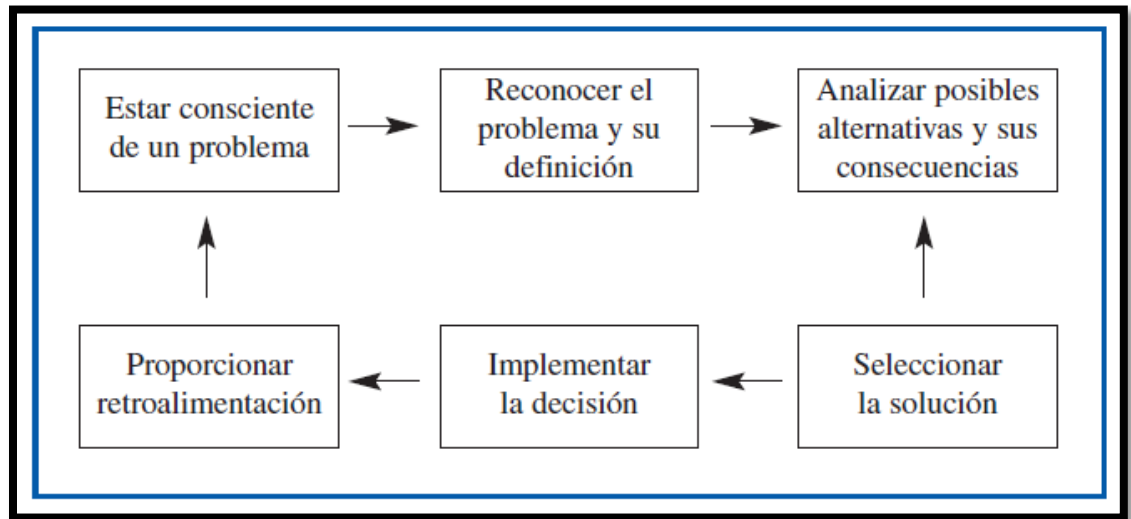 Estar consciente
de un problema
Reconocer el
problema y su
definición
Analizar posibles
alternativas y sus
consecuencias
Proporcionar
retroalimentación
Implementar
la decisión
Seleccionar
la solución